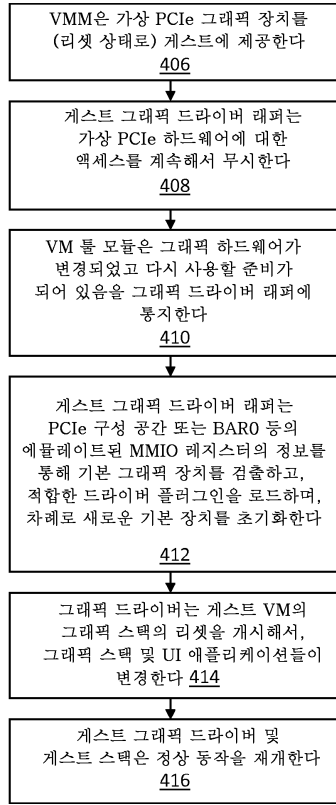 VMM은 가상 PCIe 그래픽 장치를
(리셋 상태로) 게스트에 제공한다
406
게스트 그래픽 드라이버 래퍼는
가상 PCIe 하드웨어에 대한
액세스를 계속해서 무시한다
408
VM 툴 모듈은 그래픽 하드웨어가
변경되었고 다시 사용할 준비가
되어 있음을 그래픽 드라이버 래퍼에
통지한다
410
게스트 그래픽 드라이버 래퍼는
PCIe 구성 공간 또는 BAR0 등의
에뮬레이트된 MMIO 레지스터의 정보를
통해 기본 그래픽 장치를 검출하고,
적합한 드라이버 플러그인을 로드하며,
차례로 새로운 기본 장치를 초기화한다
412
그래픽 드라이버는 게스트 VM의
그래픽 스택의 리셋을 개시해서,
그래픽 스택 및 UI 애플리케이션들이
변경한다 414
게스트 그래픽 드라이버 및
게스트 스택은 정상 동작을 재개한다
416